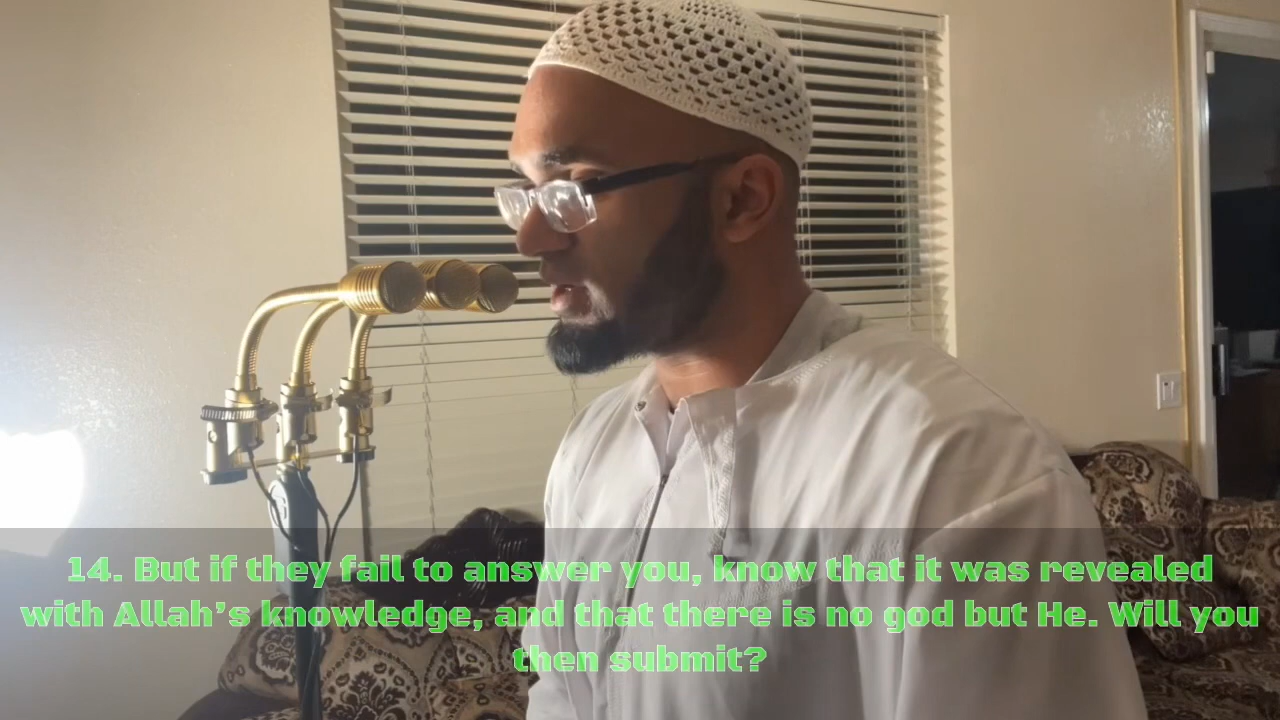 14. But if they fail to answer you, know that it was revealed
with Allah's knowledge, and that there is no god but He. Will you
then submit?